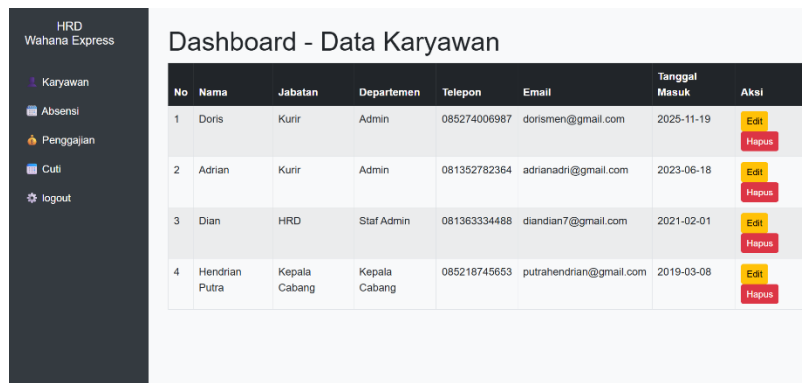 HRD
Wahana Express
Karyawan
Absensi
Penggajian
Cuti
logout
Dashboard - Data Karyawan
No Nama Jabatan Departemen Telepon Email Tanggal Masuk Aksi
1 Doris Kurir Admin 085274006987 dorismen@gmail.com 2025-11-19 Edit
Hapus
2 Adrian Kurir Admin 081352782364 adrianadri@gmail.com 2023-06-18 Edit
Hapus
3 Dian HRD Staf Admin 081363334488 diandian7@gmail.com 2021-02-01 Edit
Hapus
4 Hendrian Putra Kepala Cabang Kepala Cabang 085218745653 putrahendrian@gmail.com 2019-03-08 Edit
Hapus